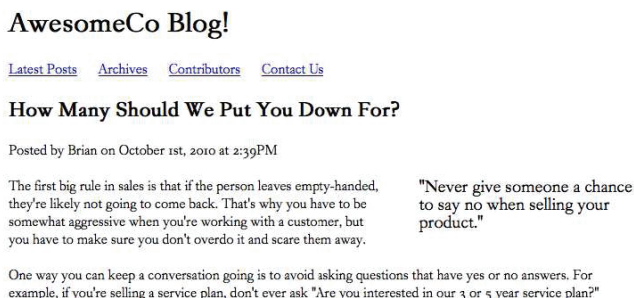 AwesomeCo Blog!
Latest Posts Archives Contributors Contact Us
How Many Should We Put You Down For?
Posted by Brian on October 1st, 2010 at 2:39PM
The first big rule in sales is that if the person leaves empty-handed,
they're likely not going to come back. That's why you have to be
somewhat aggressive when you're working with a customer, but
you have to make sure you don't overdo it and scare them away.
"Never give someone a chance
to say no when selling your
product."
One way you can keep a conversation going is to avoid asking questions that have yes or no answers. For
example, if you're selling a service plan, don't ever ask "Are you interested in our 3 or 5 year service plan?"